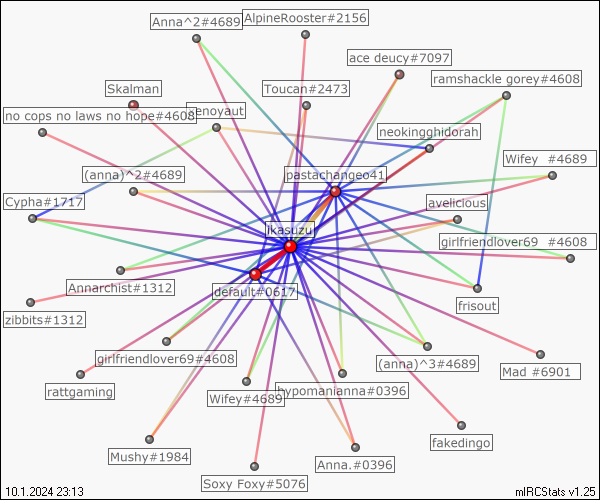 Anna^2#4689
AlpineRooster#2156
ace deucy#7097
ramshackle gorey#4608
Skalman
Toucan#2473
no cops no laws no hope#4608
xenoyaut
neokingghidorah
Wifey   #4689
(anna)^2#4689
pastachangeo41
Cypha#1717
avelicious
ikasuzu
girlfriendlover69   #4608
Annarchist#1312
default#0617
frisout
zibbits#1312
girlfriendlover69#4608
(anna)^3#4689
Mad #6901
rattgaming
hypomanianna#0396
Wifey#4689
fakedingo
Mushy#1984
Anna.#0396
Soxy Foxy#5076
10.1.2024 23:13
mIRCStats v1.25